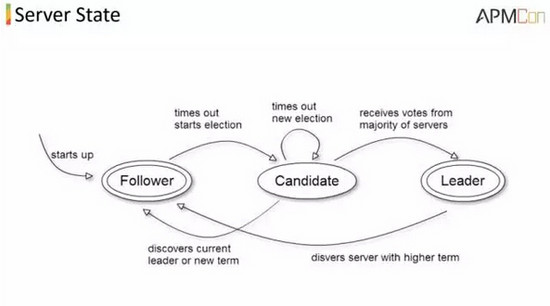 Server State
APMCon
times out
starts election
times out
new election
receives votes from
majority of servers
starts up
Follower
Candidate
Leader
discovers current
leader or new term
disvers server with higher term